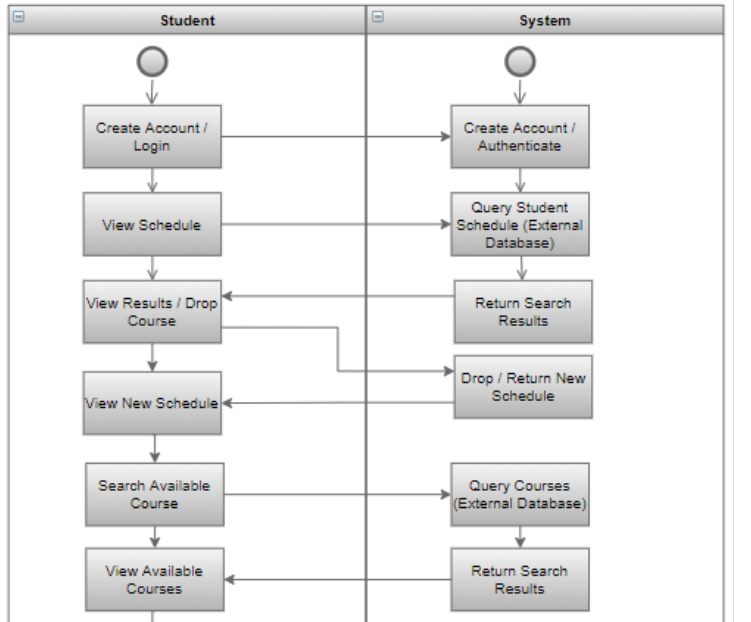 Student
System
Create Account /
Login
Create Account /
Authenticate
View Schedule
Query Student
Schedule (External
Database)
View Results / Drop
Course
Return Search
Results
Drop / Return New
Schedule
View New Schedule
Search Available
Course
Query Courses
(External Database)
View Available
Courses
Return Search
Results